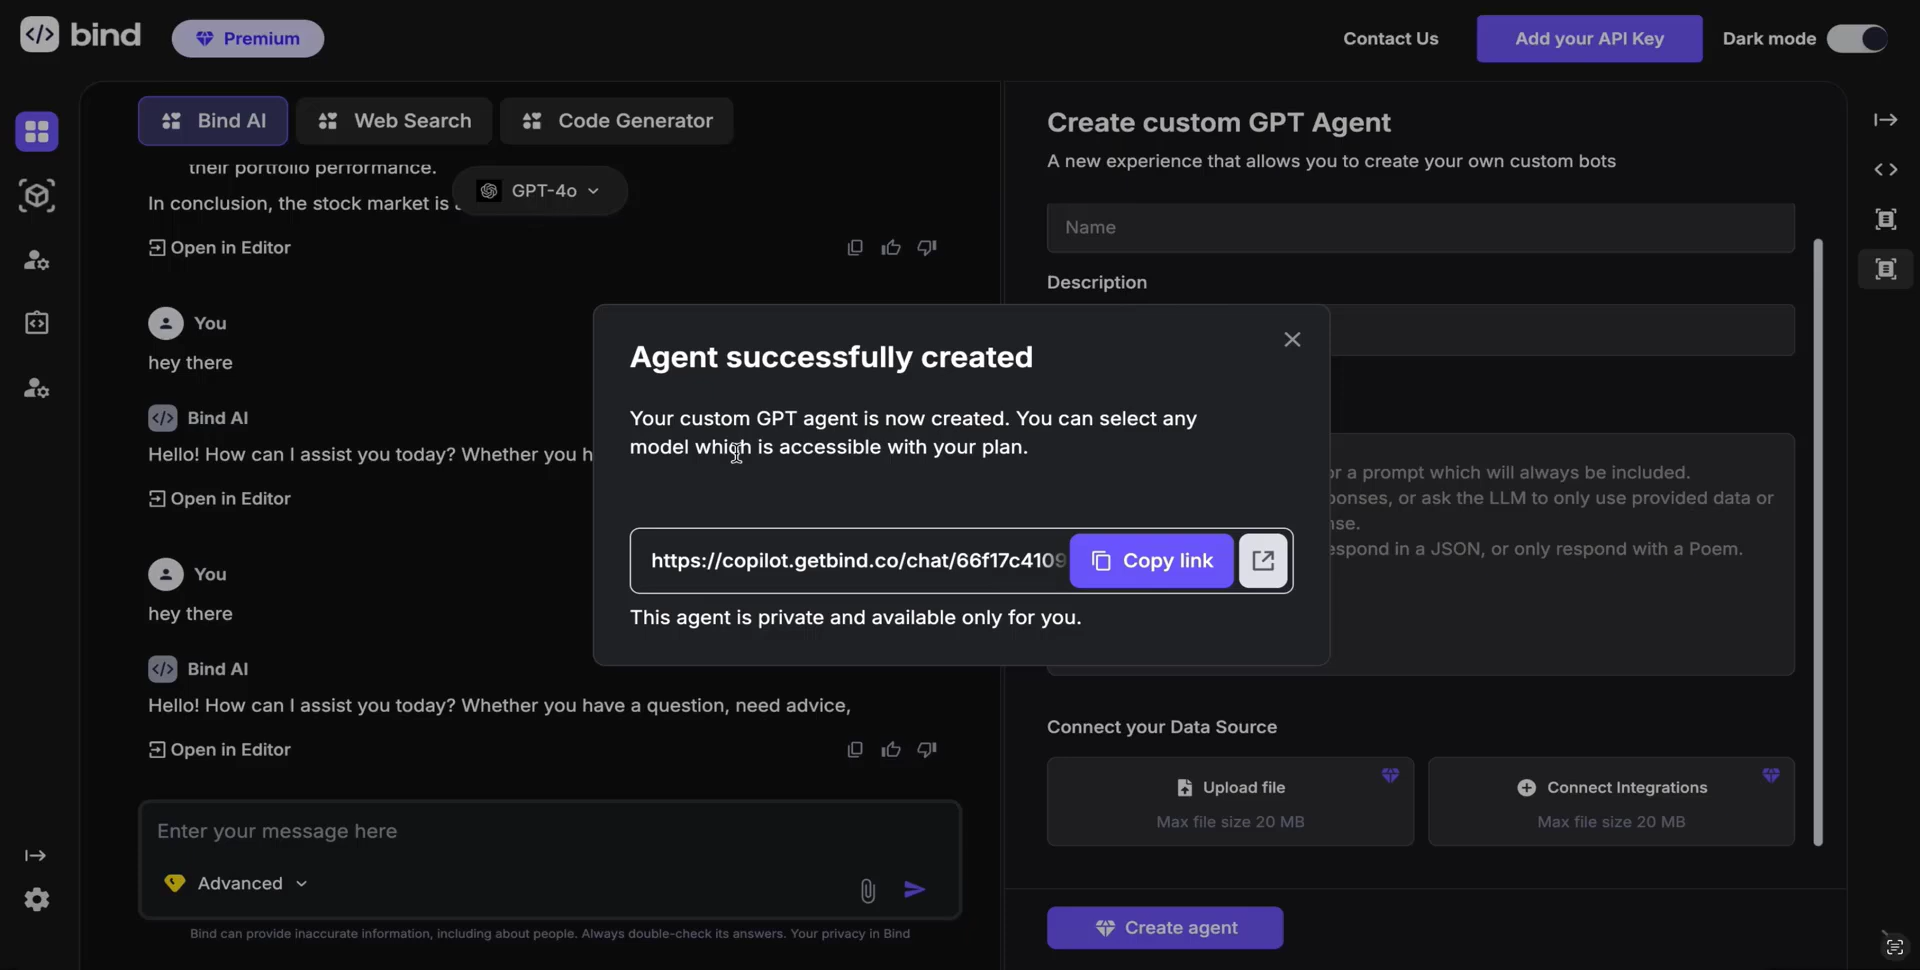 bind
Premium
Contact Us
Add your API Key
Dark mode
Bind AI
Web Search
Code Generator
their portfolio performance.
GPT-4o
In conclusion, the stock market is
Open in Editor
You
hey there
Bind AI
Hello! How can I assist you today? Whether you h
Open in Editor
You
hey there
Bind AI
Hello! How can I assist you today? Whether you have a question, need advice,
Open in Editor
Enter your message here
Advanced
Bind can provide inaccurate information, including about people. Always double-check its answers. Your privacy in Bind
Create custom GPT Agent
A new experience that allows you to create your own custom bots
Name
Description
or a prompt which will always be included.
ponses, or ask the LLM to only use provided data or
nse.
espond in a JSON, or only respond with a Poem.
Connect your Data Source
Upload file
Max file size 20 MB
Connect Integrations
Max file size 20 MB
Create agent
Agent successfully created
Your custom GPT agent is now created. You can select any
model which is accessible with your plan.
https://copilot.getbind.co/chat/66f17c4109
Copy link
This agent is private and available only for you.